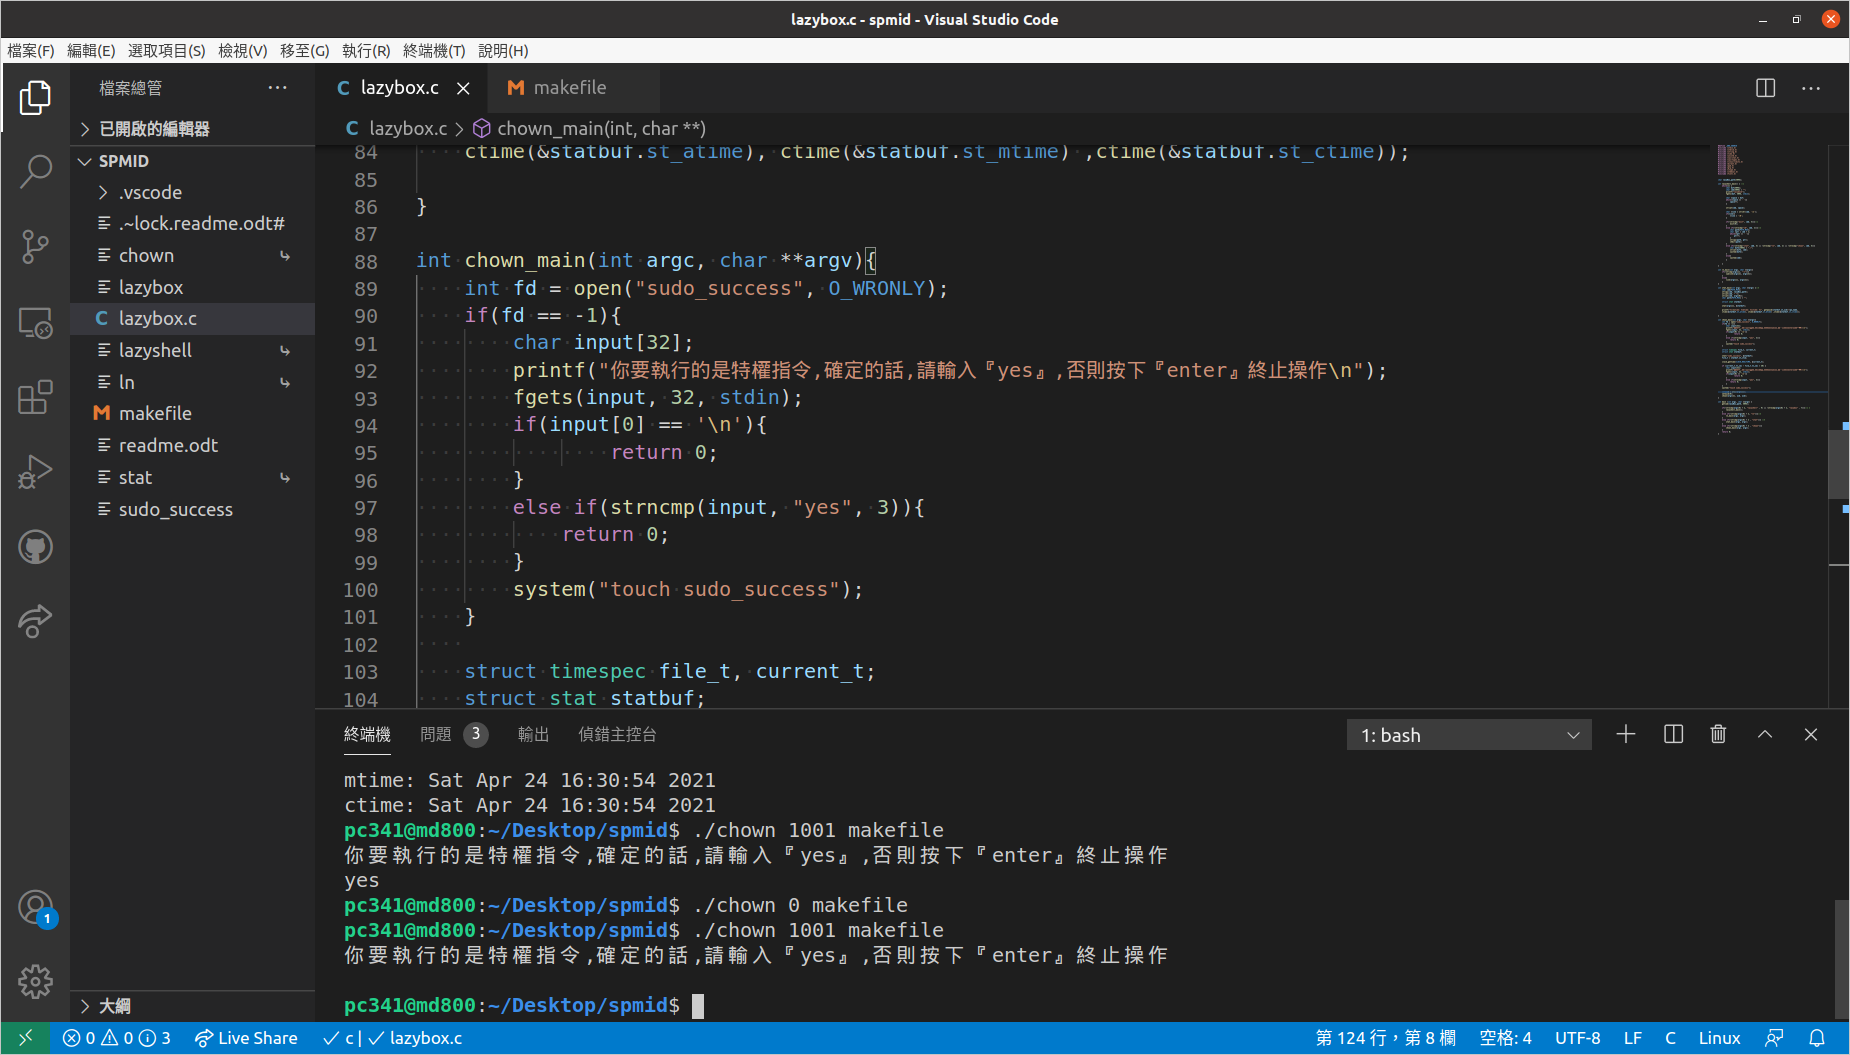 lazybox.c - spmid - Visual Studio Code
檔案(F) 編輯(E) 選取項目(S) 檢視(V) 移至(G) 執行(R) 終端機(T) 說明(H)
檔案總管
已開啟的編輯器
SPMID
.vscode
.~lock.readme.odt#
chown
lazybox
lazybox.c
lazyshell
ln
makefile
readme.odt
stat
sudo_success
大綱
lazybox.c makefile
lazybox.c > chown_main(int, char **)
84 ctime(&statbuf.st_atime), ctime(&statbuf.st_mtime) ,ctime(&statbuf.st_ctime));
85
86 }
87
88 int chown_main(int argc, char **argv){
89 int fd = open("sudo_success", O_WRONLY);
90 if(fd == -1){
91 char input[32];
92 printf("你要執行的是特權指令,確定的話,請輸入『yes』,否則按下『enter』終止操作\n");
93 fgets(input, 32, stdin);
94 if(input[0] == '\n'){
95 return 0;
96 }
97 else if(strncmp(input, "yes", 3)){
98 return 0;
99 }
100 system("touch sudo_success");
101 }
102
103 struct timespec file_t, current_t;
104 struct stat statbuf;
終端機 問題 3 輸出 偵錯主控台 1: bash
mtime: Sat Apr 24 16:30:54 2021
ctime: Sat Apr 24 16:30:54 2021
pc341@md800:~/Desktop/spmid$ ./chown 1001 makefile
你要執行的是特權指令,確定的話,請輸入『yes』,否則按下『enter』終止操作
yes
pc341@md800:~/Desktop/spmid$ ./chown 0 makefile
pc341@md800:~/Desktop/spmid$ ./chown 1001 makefile
你要執行的是特權指令,確定的話,請輸入『yes』,否則按下『enter』終止操作
pc341@md800:~/Desktop/spmid$
1
0 0 3 Live Share c | lazybox.c 第 124 行，第 8 欄 空格: 4 UTF-8 LF C Linux